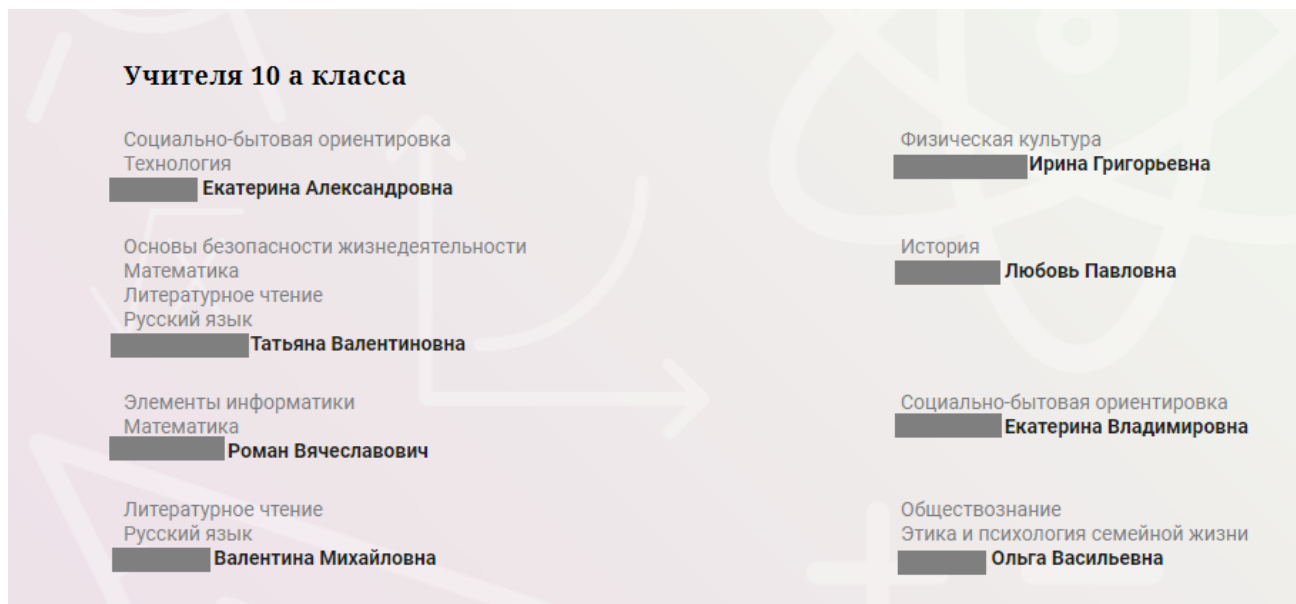 Учителя 10 а класса
Социально-бытовая ориентировка
Технология
Екатерина Александровна
Основы безопасности жизнедеятельности
Математика
Литературное чтение
Русский язык
Татьяна Валентиновна
Элементы информатики
Математика
Роман Вячеславович
Литературное чтение
Русский язык
Валентина Михайловна
Физическая культура
Ирина Григорьевна
История
Любовь Павловна
Социально-бытовая ориентировка
Екатерина Владимировна
Обществознание
Этика и психология семейной жизни
Ольга Васильевна